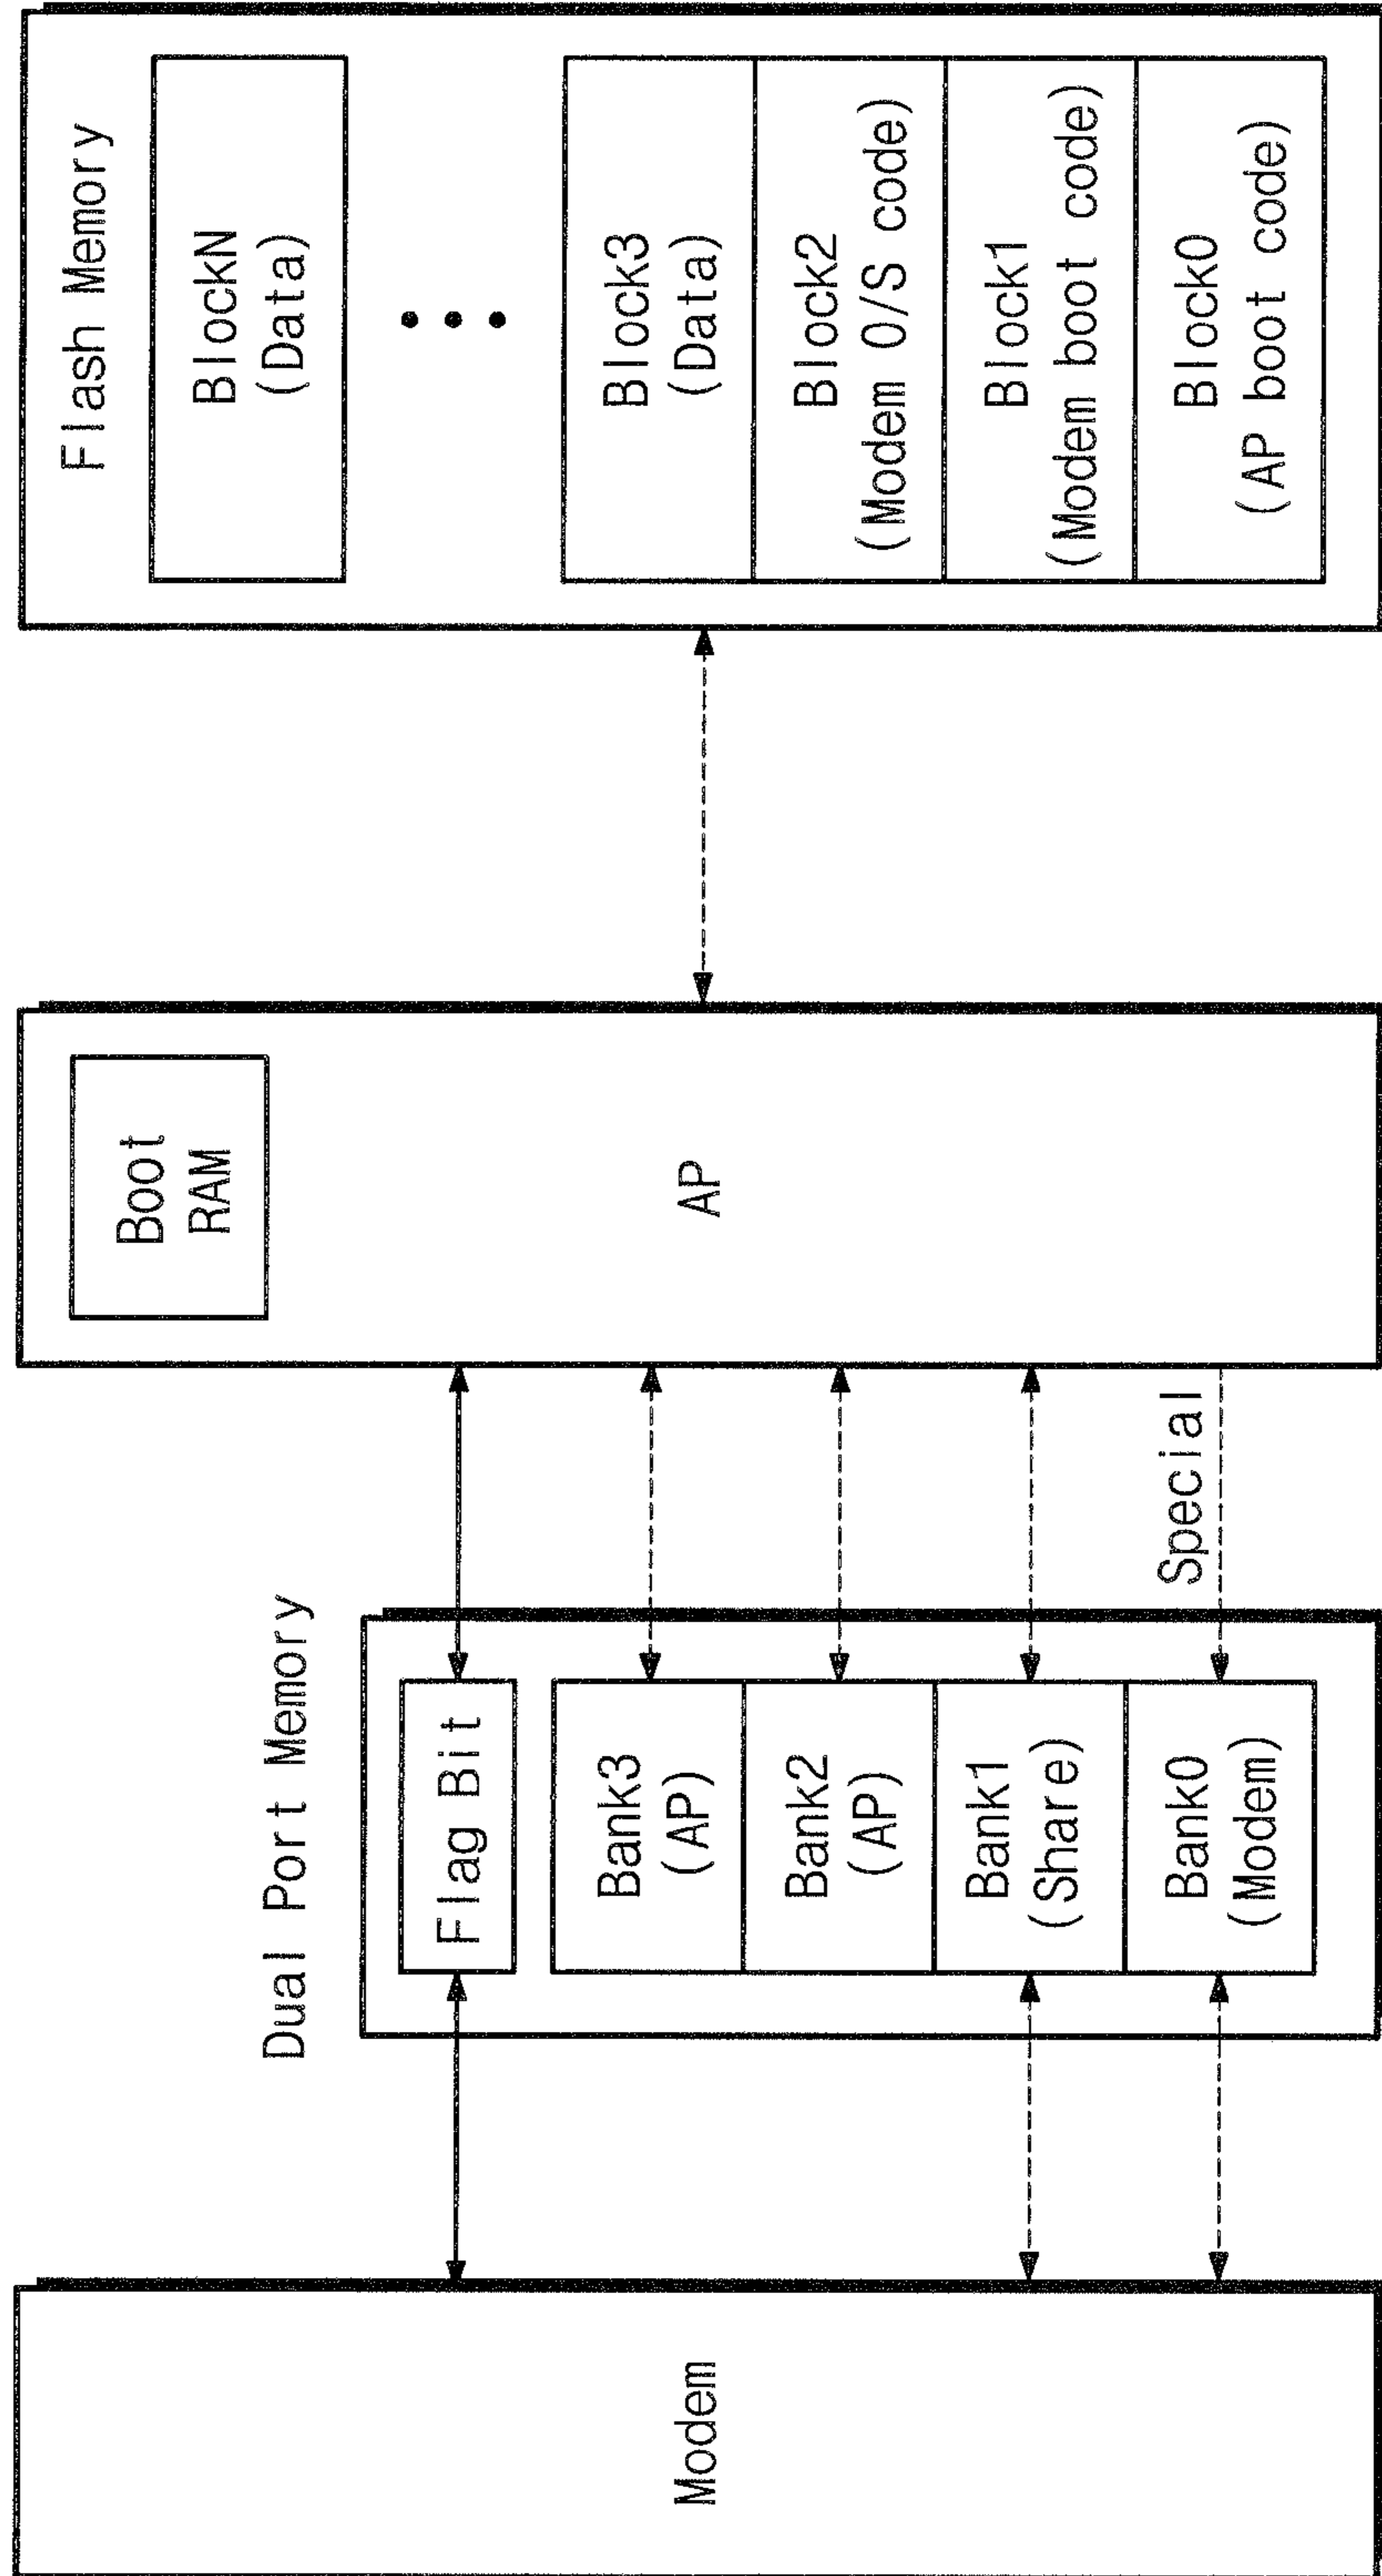 Modem
Dual Port Memory
Flag Bit
Bank3
(AP)
Bank2
(AP)
Bank1
(Share)
Bank0
(Modem)
Special
Boot
RAM
AP
Flash Memory
BlockN
(Data)
Block3
(Data)
Block2
(Modem O/S code)
Block1
(Modem boot code)
Block0
(AP boot code)